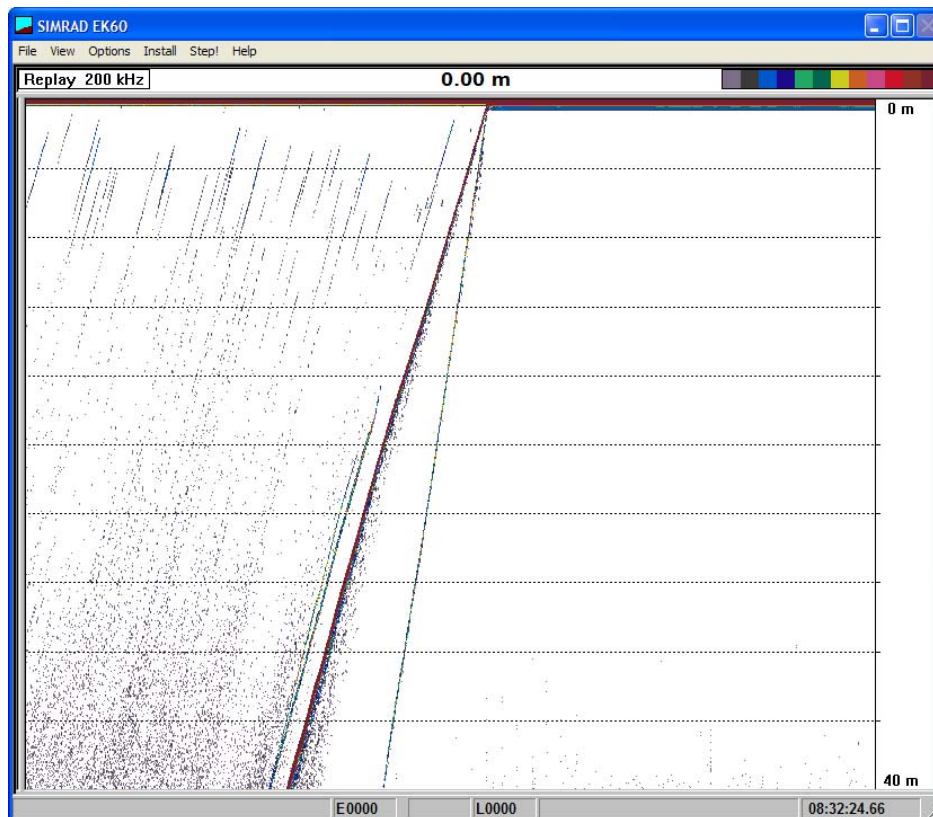 SIMRAD EK60
File View Options Install Step! Help
Replay 200 kHz
0.00 m
0 m
40 m
E0000
L0000
08:32:24.66